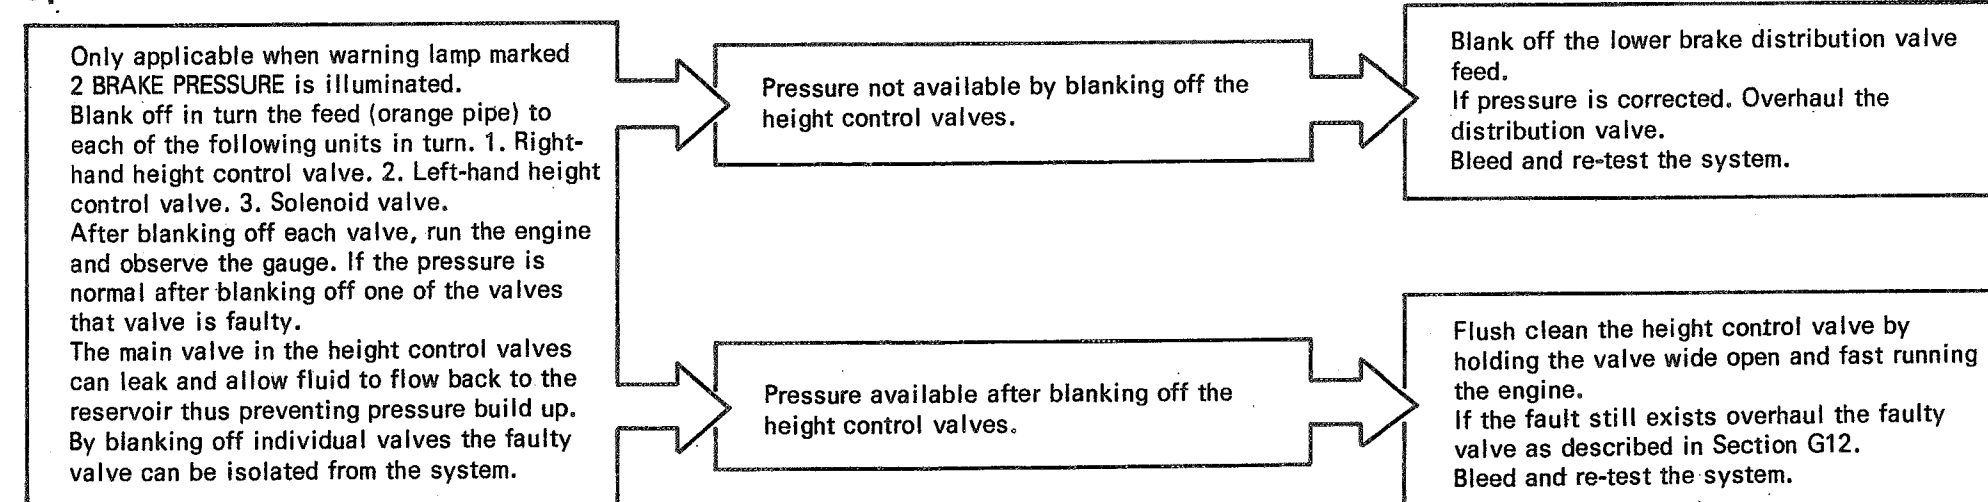 Only applicable when warning lamp marked
2 BRAKE PRESSURE is illuminated.
Blank off in turn the feed (orange pipe) to
each of the following units in turn. 1. Right-
hand height control valve. 2. Left-hand height
control valve. 3. Solenoid valve.
After blanking off each valve, run the engine
and observe the gauge. If the pressure is
normal after blanking off one of the valves
that valve is faulty.
The main valve in the height control valves
can leak and allow fluid to flow back to the
reservoir thus preventing pressure build up.
By blanking off individual valves the faulty
valve can be isolated from the system.
Pressure not available by blanking off the
height control valves.
Blank off the lower brake distribution valve
feed.
If pressure is corrected. Overhaul the
distribution valve.
Bleed and re-test the system.
Pressure available after blanking off the
height control valves.
Flush clean the height control valve by
holding the valve wide open and fast running
the engine.
If the fault still exists overhaul the faulty
valve as described in Section G12.
Bleed and re-test the system.